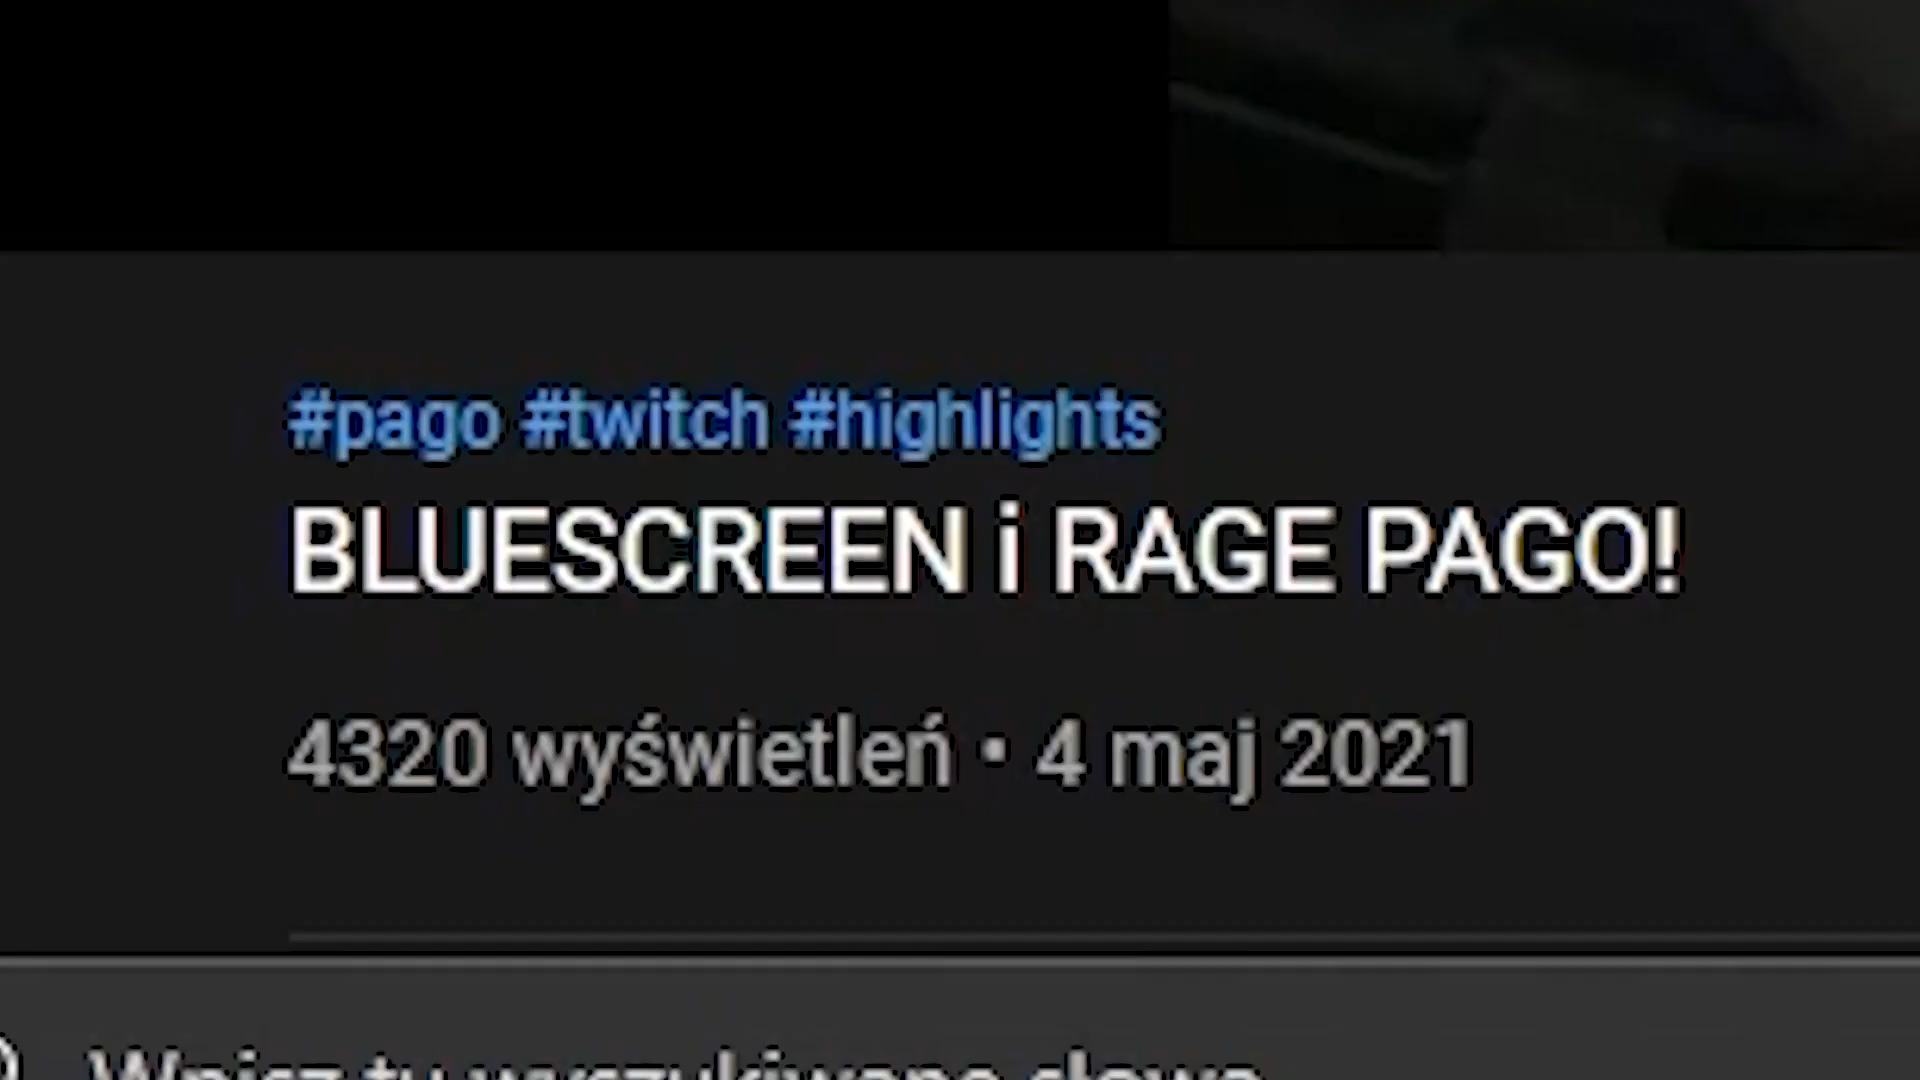 #pago #twitch #highlights
BLUESCREEN i RAGE PAGO!
4320 wyświetleń • 4 maj 2021
Wpisz tu wyszukiwane słowa